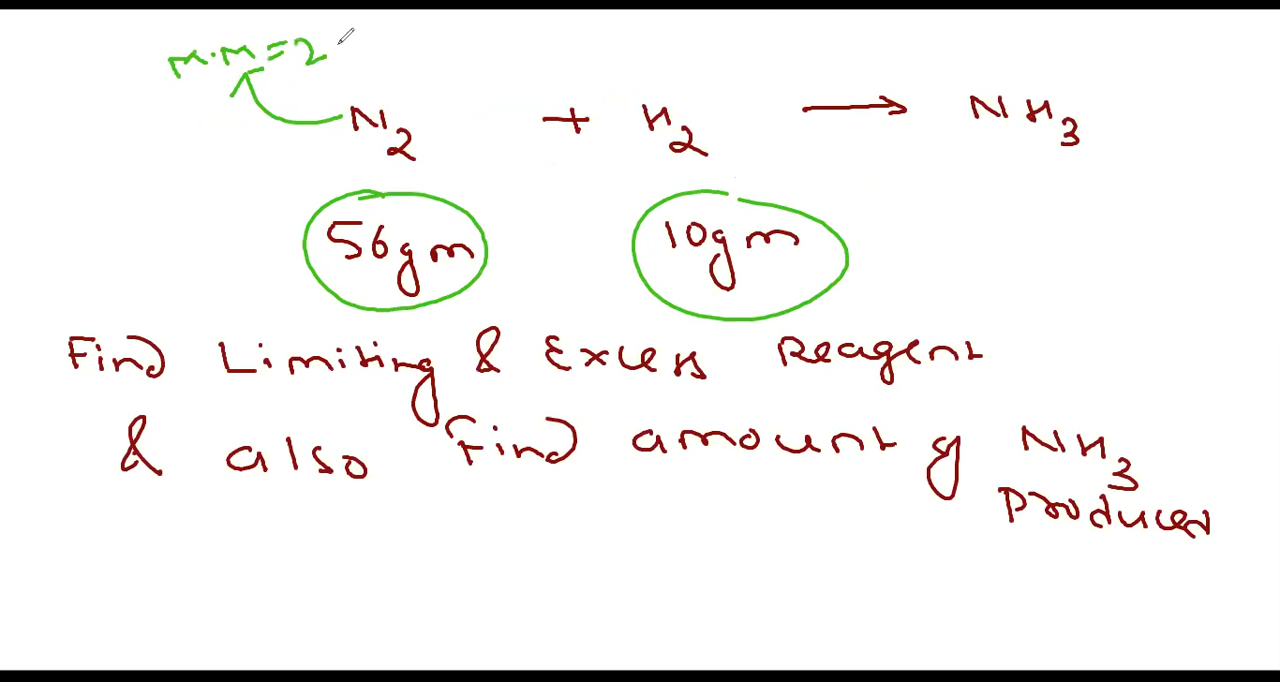 M.M=2
N2 + H2 → NH3
56gm 10gm
Find Limiting & Excess Reagent
& also Find amount of NH3
Produced